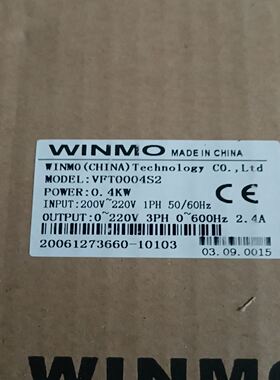 WINMO MADE IN CHINA
WINMO(CHINA)Technology CO.,Ltd
MODEL:VFT0004S2
POWER:0.4KW
CE
INPUT:200V~220V 1PH 50/60Hz
OUTPUT:0~220V 3PH 0~600Hz 2.4A
20061273660-10103
03.09.0015
WINMO